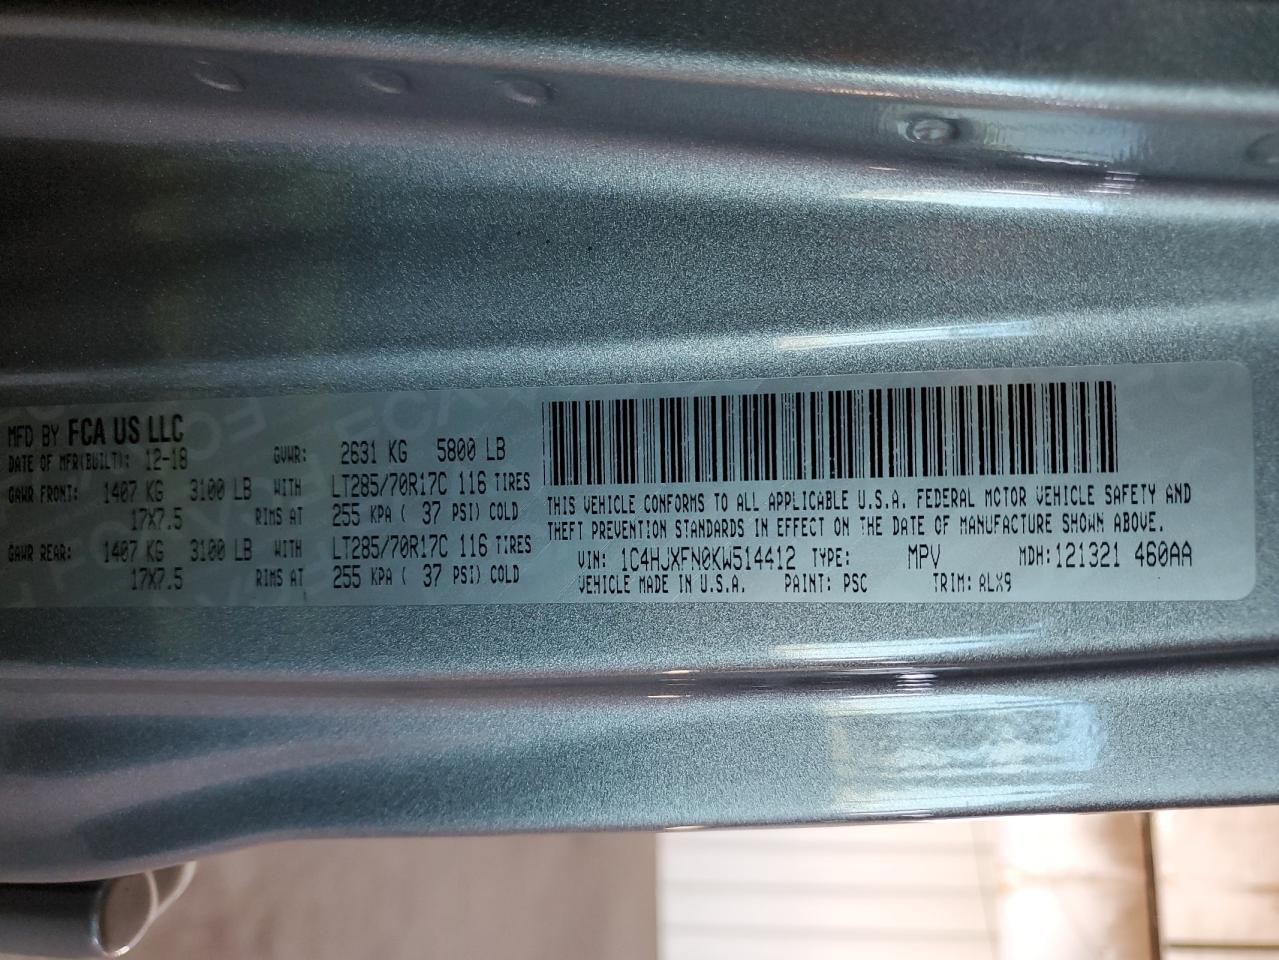 MFD BY FCA US LLC
DATE OF MFR(BUILT): 12-18 GVWR: 2631 KG 5800 LB
GAWR FRONT: 1407 KG 3100 LB WITH LT285/70R17C 116 TIRES
17X7.5 RIMS AT 255 KPA ( 37 PSI) COLD
GAWR REAR: 1407 KG 3100 LB WITH LT285/70R17C 116 TIRES
17X7.5 RIMS AT 255 KPA ( 37 PSI) COLD
THIS VEHICLE CONFORMS TO ALL APPLICABLE U.S.A. FEDERAL MOTOR VEHICLE SAFETY AND
THEFT PREVENTION STANDARDS IN EFFECT ON THE DATE OF MANUFACTURE SHOWN ABOVE.
VIN: 1C4HJXFN0KW514412 TYPE: MPV MDH:121321 460AA
VEHICLE MADE IN U.S.A. PAINT: PSC TRIM: ALX9